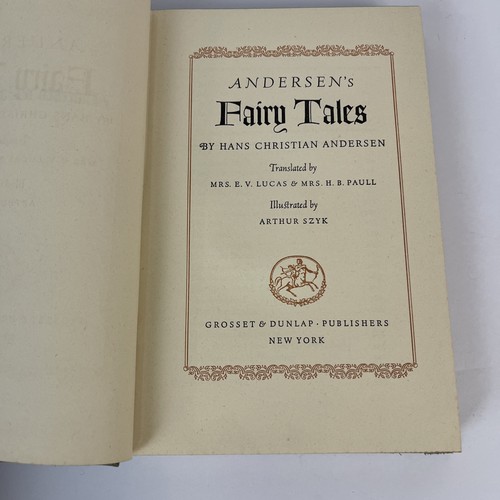 ANDERSEN'S
Fairy Tales
BY HANS CHRISTIAN ANDERSEN
Translated by
MRS. E. V. LUCAS & MRS. H. B. PAULL
Illustrated by
ARTHUR SZYK
GROSSET & DUNLAP · PUBLISHERS
NEW YORK